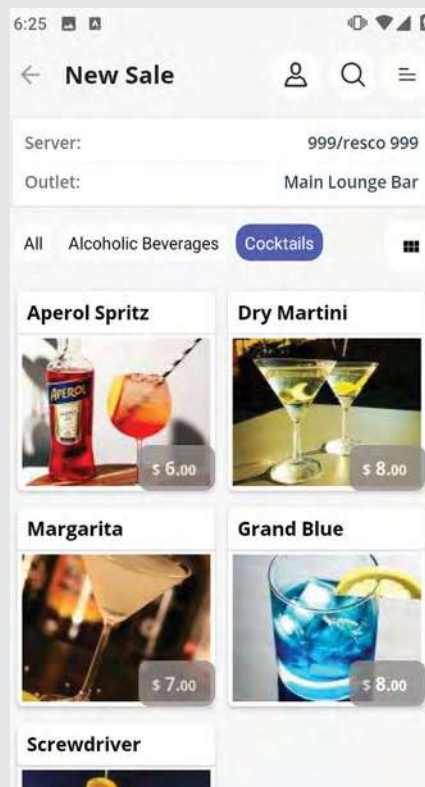 6:25
New Sale
Server: 999/resco 999
Outlet: Main Lounge Bar
All Alcoholic Beverages Cocktails
Aperol Spritz Dry Martini
APEROL
$ 6.00 $ 8.00
Margarita Grand Blue
$ 7.00 $ 8.00
Screwdriver